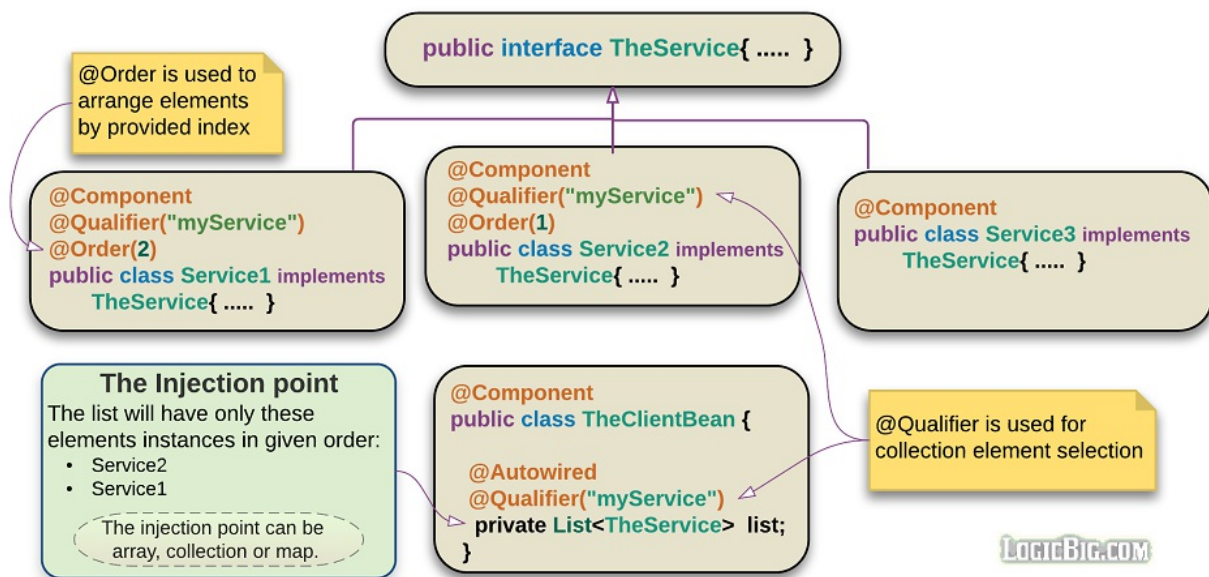 public interface TheService{ ..... }
@Order is used to
arrange elements
by provided index
@Component
@Qualifier("myService")
@Order(2)
public class Service1 implements
TheService{ ..... }
@Component
@Qualifier("myService")
@Order(1)
public class Service2 implements
TheService{ ..... }
@Component
public class Service3 implements
TheService{ ..... }
The Injection point
The list will have only these
elements instances in given order:
• Service2
• Service1
The injection point can be
array, collection or map.
@Component
public class TheClientBean {
@Autowired
@Qualifier("myService")
private List<TheService> list;
}
@Qualifier is used for
collection element selection
LOGICBIG.COM